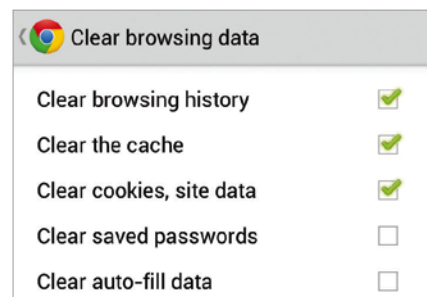 Clear browsing data
Clear browsing history
Clear the cache
Clear cookies, site data
Clear saved passwords
Clear auto-fill data